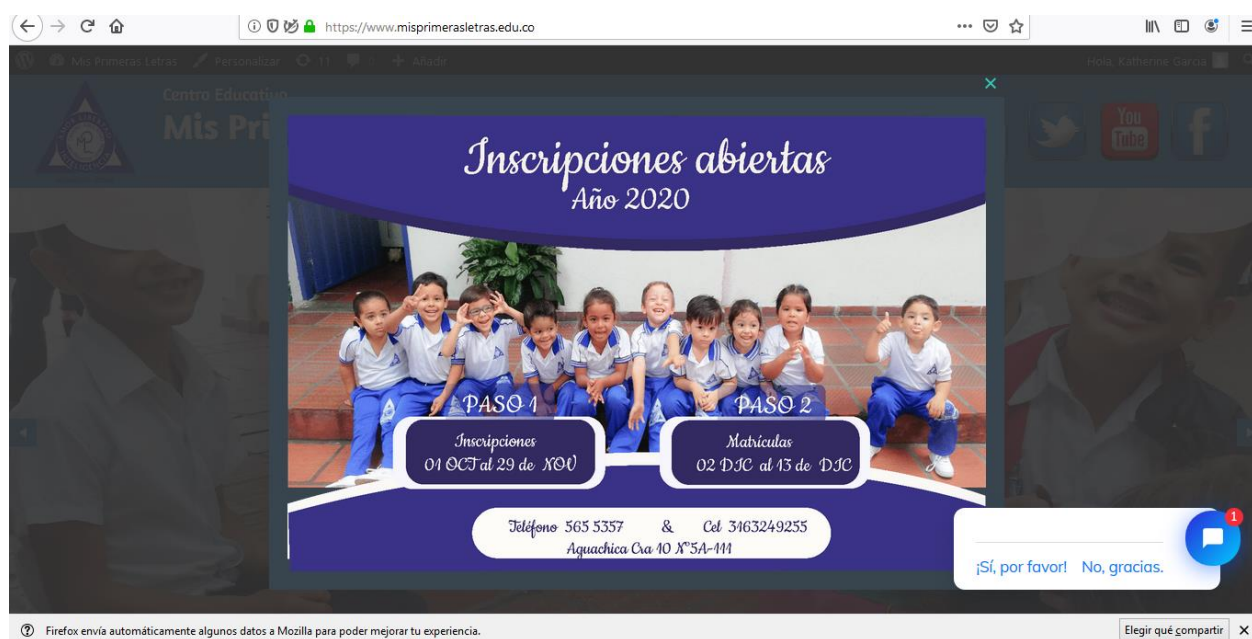 https://www.misprimerasletras.edu.co
Mis Primeras Letras Personalizar 11 Añadir Hola, Katherine Garcia
Centro Educativo
Mis Pri
You
Tube
Inscripciones abiertas
Año 2020
PASO 1
Inscripciones
01 OCT al 29 de NOV
PASO 2
Matrículas
02 DIC al 13 de DIC
Teléfono 565 5357 & Cel 3163249255
Aguachica Cra 10 N°5A-111
1
¡Sí, por favor! No, gracias.
Firefox envía automáticamente algunos datos a Mozilla para poder mejorar tu experiencia.
Elegir qué compartir